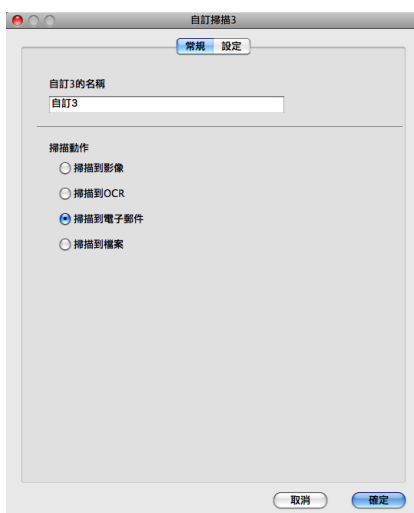 自訂掃描3
常規 設定
自訂3的名稱
自訂3
掃描動作
掃描到影像
掃描到OCR
掃描到電子郵件
掃描到檔案
取消 確定